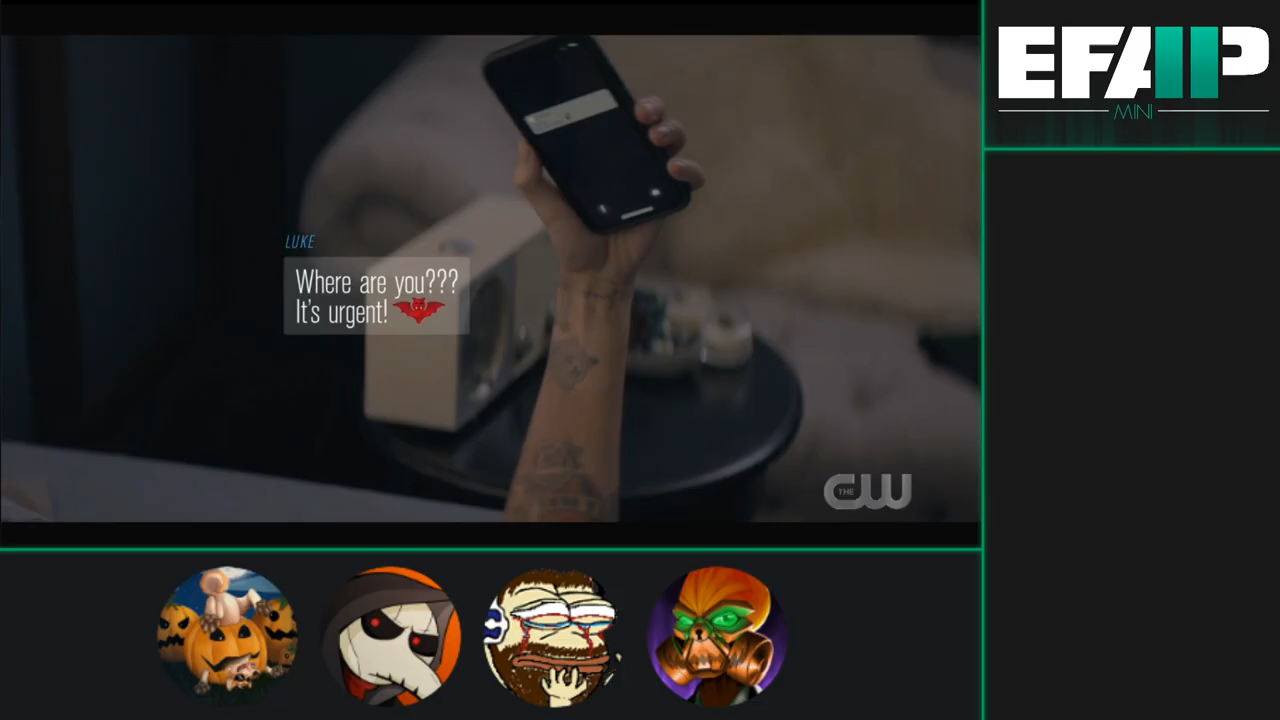 EFAP
MINI
LUKE
Where are you???
It's urgent!
THE CW